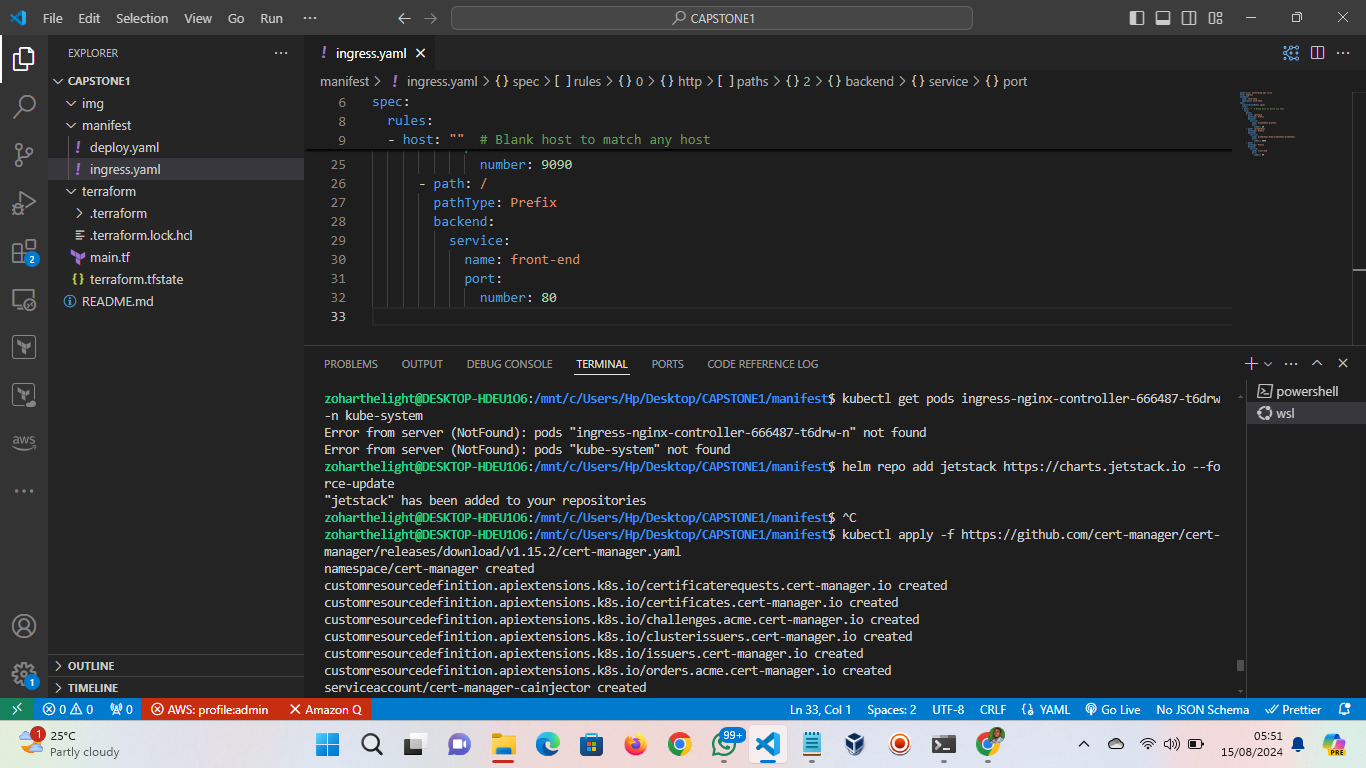 File Edit Selection View Go Run ··· CAPSTONE1
EXPLORER
CAPSTONE1
img
manifest
deploy.yaml
ingress.yaml
terraform
.terraform
.terraform.lock.hcl
main.tf
terraform.tfstate
README.md
OUTLINE
TIMELINE
2
aws
1
ingress.yaml
manifest > ingress.yaml > {} spec > [ ] rules > {} 0 > {} http > [ ] paths > {} 2 > {} backend > {} service > {} port
6 spec:
8 rules:
9 - host: "" # Blank host to match any host
25 number: 9090
26 - path: /
27 pathType: Prefix
28 backend:
29 service:
30 name: front-end
31 port:
32 number: 80
33
PROBLEMS OUTPUT DEBUG CONSOLE TERMINAL PORTS CODE REFERENCE LOG
powershell
wsl
zoharthelight@DESKTOP-HDEU1O6:/mnt/c/Users/Hp/Desktop/CAPSTONE1/manifest$ kubectl get pods ingress-nginx-controller-666487-t6drw
-n kube-system
Error from server (NotFound): pods "ingress-nginx-controller-666487-t6drw-n" not found
Error from server (NotFound): pods "kube-system" not found
zoharthelight@DESKTOP-HDEU1O6:/mnt/c/Users/Hp/Desktop/CAPSTONE1/manifest$ helm repo add jetstack https://charts.jetstack.io --fo
rce-update
"jetstack" has been added to your repositories
zoharthelight@DESKTOP-HDEU1O6:/mnt/c/Users/Hp/Desktop/CAPSTONE1/manifest$ ^C
zoharthelight@DESKTOP-HDEU1O6:/mnt/c/Users/Hp/Desktop/CAPSTONE1/manifest$ kubectl apply -f https://github.com/cert-manager/cert-
manager/releases/download/v1.15.2/cert-manager.yaml
namespace/cert-manager created
customresourcedefinition.apiextensions.k8s.io/certificaterequests.cert-manager.io created
customresourcedefinition.apiextensions.k8s.io/certificates.cert-manager.io created
customresourcedefinition.apiextensions.k8s.io/challenges.acme.cert-manager.io created
customresourcedefinition.apiextensions.k8s.io/clusterissuers.cert-manager.io created
customresourcedefinition.apiextensions.k8s.io/issuers.cert-manager.io created
customresourcedefinition.apiextensions.k8s.io/orders.acme.cert-manager.io created
serviceaccount/cert-manager-cainjector created
0 0 0 AWS: profile:admin Amazon Q Ln 33, Col 1 Spaces: 2 UTF-8 CRLF {} YAML Go Live No JSON Schema Prettier
1 25°C
Partly cloudy
99+
PRE
05:51
15/08/2024